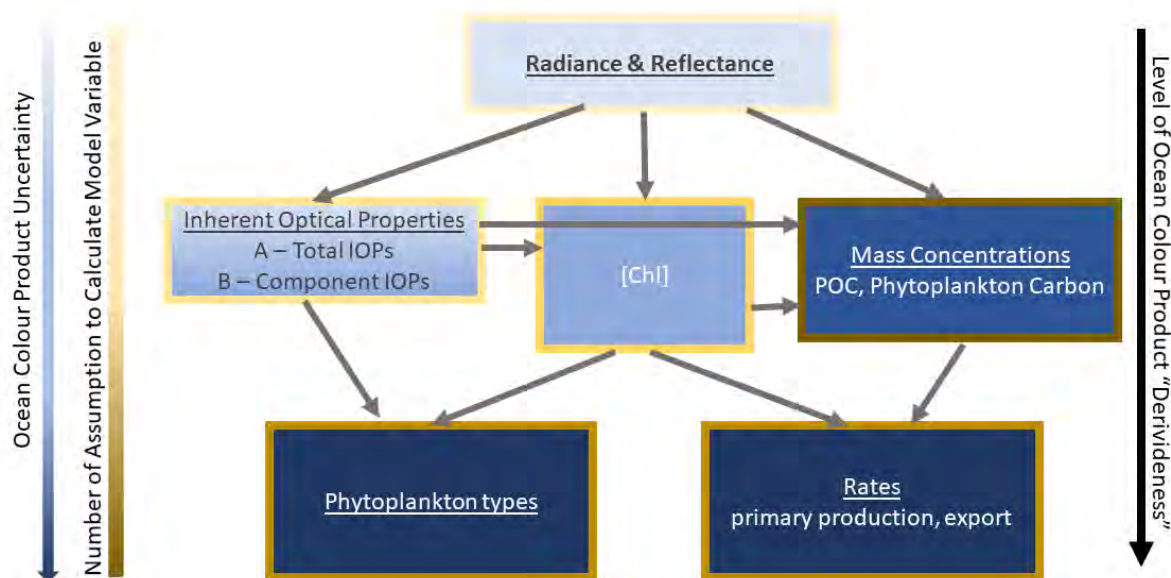 Ocean Colour Product Uncertainty
Number of Assumption to Calculate Model Variable
Radiance & Reflectance
Inherent Optical Properties
A – Total IOPs
B – Component IOPs
[Chl]
Mass Concentrations
POC, Phytoplankton Carbon
Phytoplankton types
Rates
primary production, export
Level of Ocean Colour Product "Derivideness"